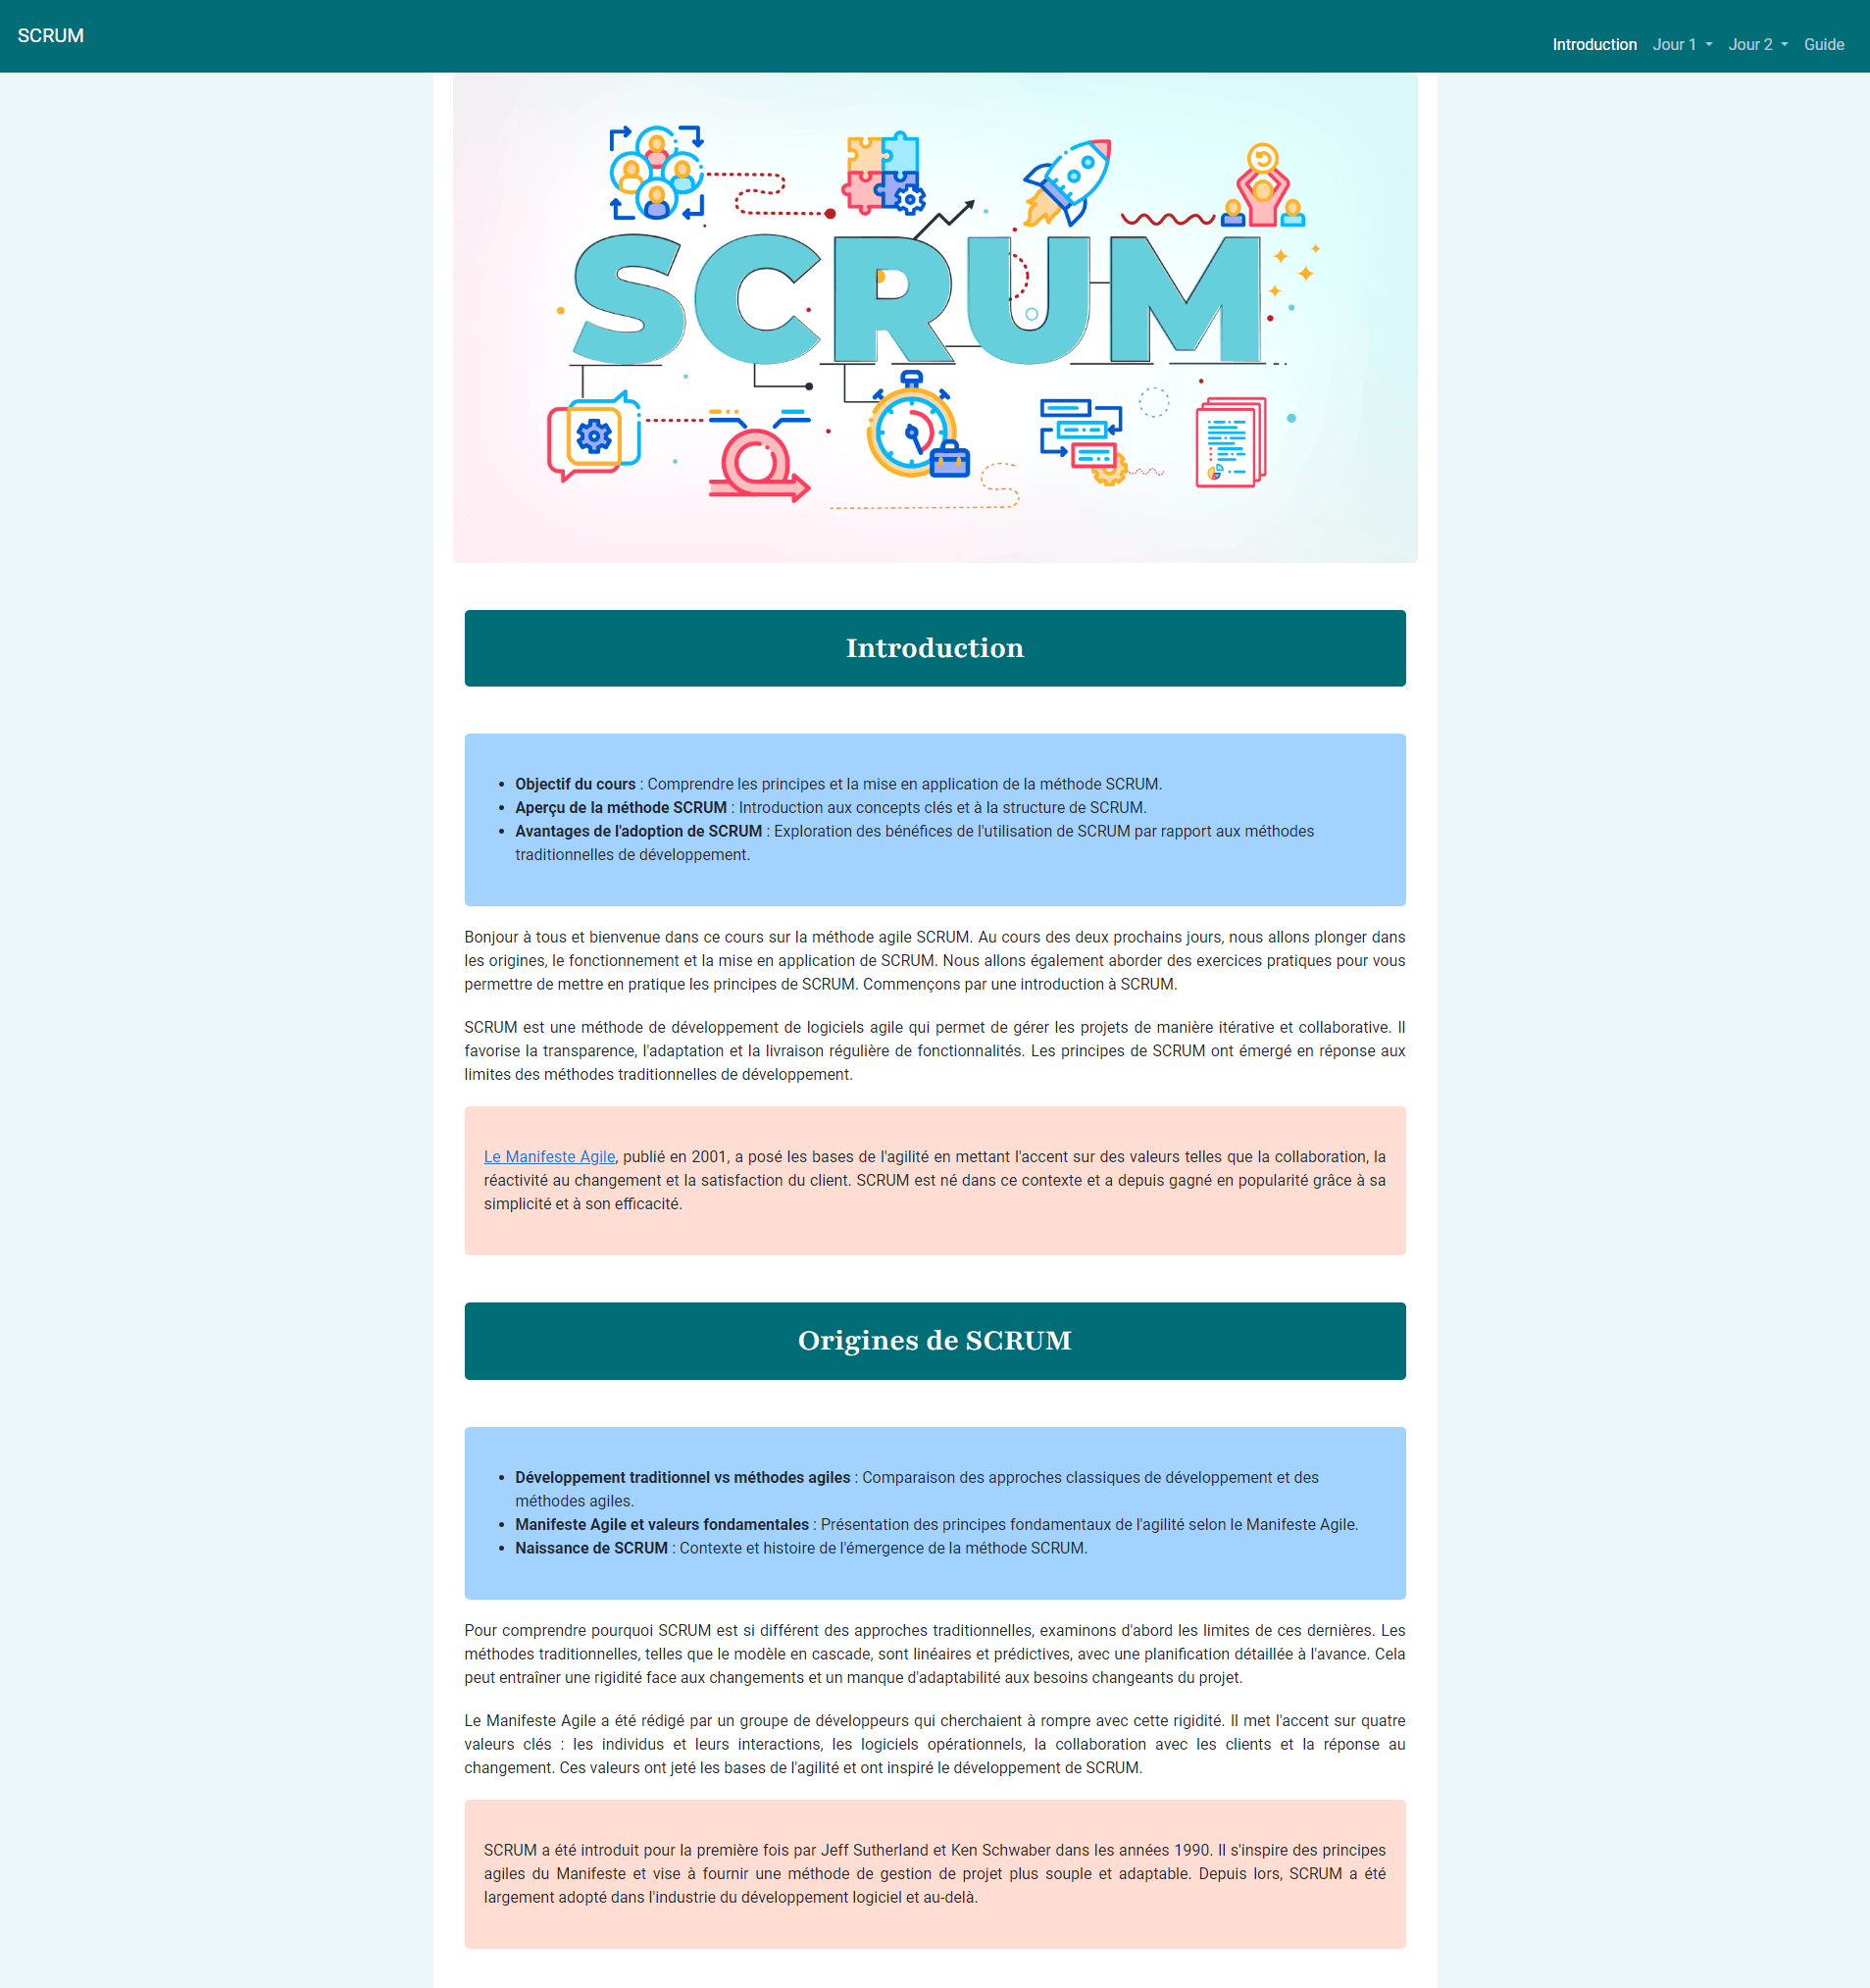 SCRUM
Introduction Jour 1 Jour 2 Guide
SCRUM
Introduction
Objectif du cours : Comprendre les principes et la mise en application de la méthode SCRUM.
Aperçu de la méthode SCRUM : Introduction aux concepts clés et à la structure de SCRUM.
Avantages de l'adoption de SCRUM : Exploration des bénéfices de l'utilisation de SCRUM par rapport aux méthodes
traditionnelles de développement.
Bonjour à tous et bienvenue dans ce cours sur la méthode agile SCRUM. Au cours des deux prochains jours, nous allons plonger dans
les origines, le fonctionnement et la mise en application de SCRUM. Nous allons également aborder des exercices pratiques pour vous
permettre de mettre en pratique les principes de SCRUM. Commençons par une introduction à SCRUM.
SCRUM est une méthode de développement de logiciels agile qui permet de gérer les projets de manière itérative et collaborative. Il
favorise la transparence, l'adaptation et la livraison régulière de fonctionnalités. Les principes de SCRUM ont émergé en réponse aux
limites des méthodes traditionnelles de développement.
Le Manifeste Agile, publié en 2001, a posé les bases de l'agilité en mettant l'accent sur des valeurs telles que la collaboration, la
réactivité au changement et la satisfaction du client. SCRUM est né dans ce contexte et a depuis gagné en popularité grâce à sa
simplicité et à son efficacité.
Origines de SCRUM
Développement traditionnel vs méthodes agiles : Comparaison des approches classiques de développement et des
méthodes agiles.
Manifeste Agile et valeurs fondamentales : Présentation des principes fondamentaux de l'agilité selon le Manifeste Agile.
Naissance de SCRUM : Contexte et histoire de l'émergence de la méthode SCRUM.
Pour comprendre pourquoi SCRUM est si différent des approches traditionnelles, examinons d'abord les limites de ces dernières. Les
méthodes traditionnelles, telles que le modèle en cascade, sont linéaires et prédictives, avec une planification détaillée à l'avance. Cela
peut entraîner une rigidité face aux changements et un manque d'adaptabilité aux besoins changeants du projet.
Le Manifeste Agile a été rédigé par un groupe de développeurs qui cherchaient à rompre avec cette rigidité. Il met l'accent sur quatre
valeurs clés : les individus et leurs interactions, les logiciels opérationnels, la collaboration avec les clients et la réponse au
changement. Ces valeurs ont jeté les bases de l'agilité et ont inspiré le développement de SCRUM.
SCRUM a été introduit pour la première fois par Jeff Sutherland et Ken Schwaber dans les années 1990. Il s'inspire des principes
agiles du Manifeste et vise à fournir une méthode de gestion de projet plus souple et adaptable. Depuis lors, SCRUM a été
largement adopté dans l'industrie du développement logiciel et au-delà.